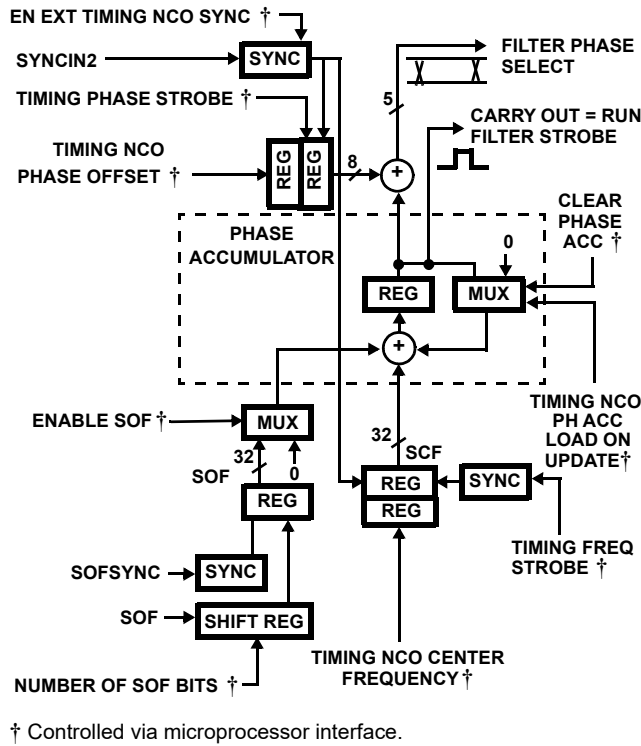 EN EXT TIMING NCO SYNC †
SYNCIN2
SYNC
FILTER PHASE
SELECT
TIMING PHASE STROBE †
5
CARRY OUT = RUN
FILTER STROBE
TIMING NCO
PHASE OFFSET †
REG
REG
8
+
CLEAR
PHASE
ACC †
PHASE
ACCUMULATOR
0
REG
MUX
+
TIMING NCO
PH ACC
LOAD ON
UPDATE†
ENABLE SOF †
MUX
32
SOF
0
32
SCF
REG
REG
REG
SYNC
TIMING FREQ
STROBE †
SOFSYNC
SYNC
SOF
SHIFT REG
NUMBER OF SOF BITS †
TIMING NCO CENTER
FREQUENCY†
† Controlled via microprocessor interface.